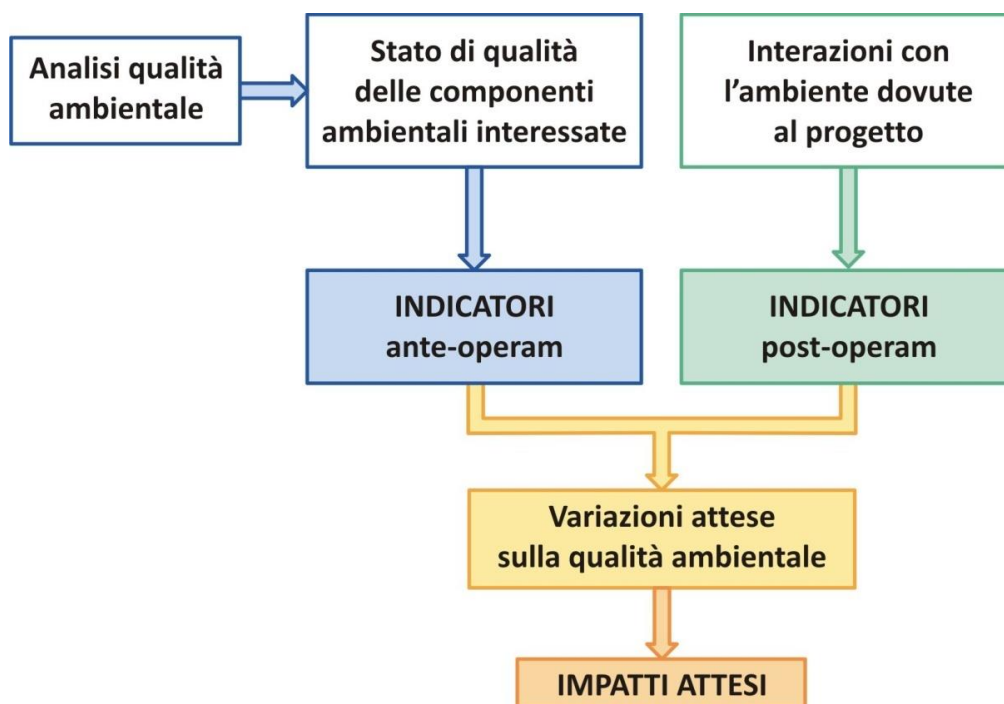 Analisi qualità
ambientale
Stato di qualità
delle componenti
ambientali interessate
Interazioni con
l’ambiente dovute
al progetto
INDICATORI
ante-operam
INDICATORI
post-operam
Variazioni attese
sulla qualità ambientale
IMPATTI ATTESI